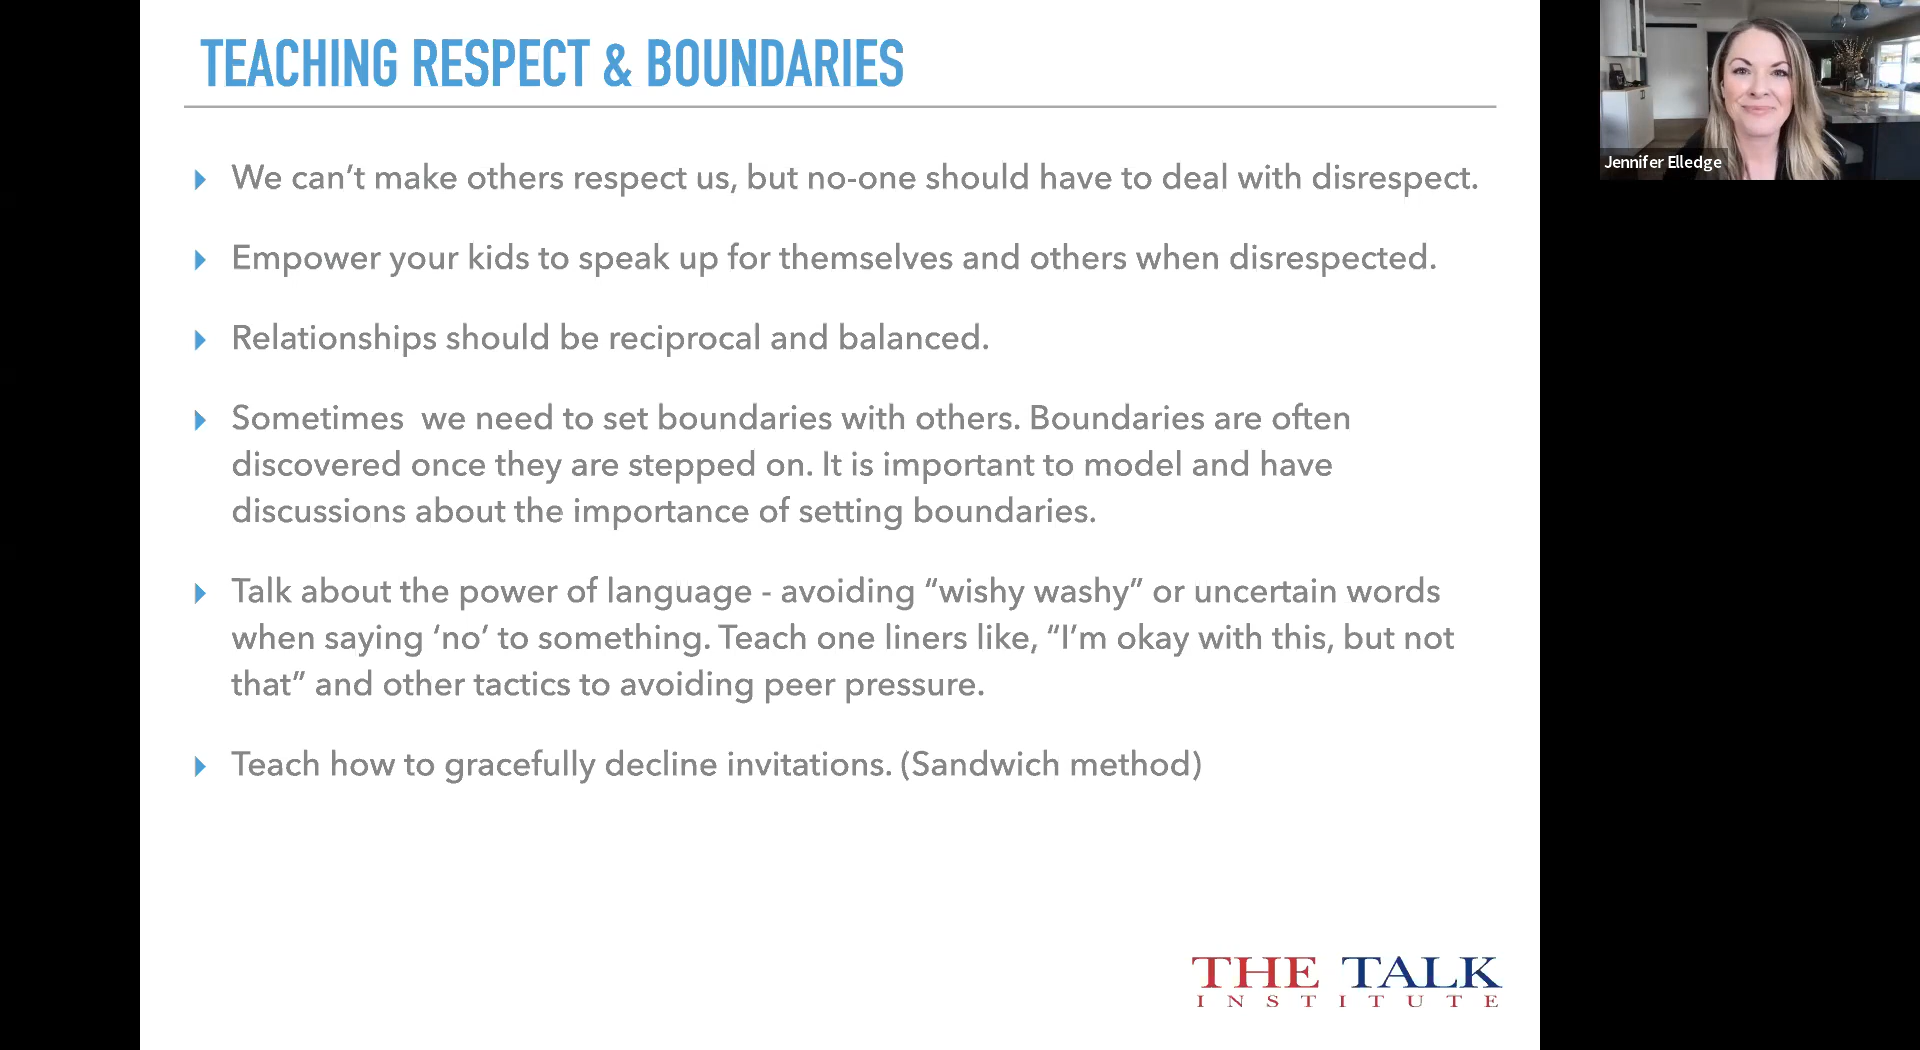 TEACHING RESPECT & BOUNDARIES
We can’t make others respect us, but no-one should have to deal with disrespect.
Empower your kids to speak up for themselves and others when disrespected.
Relationships should be reciprocal and balanced.
Sometimes  we need to set boundaries with others. Boundaries are often
discovered once they are stepped on. It is important to model and have
discussions about the importance of setting boundaries.
Talk about the power of language - avoiding “wishy washy” or uncertain words
when saying ‘no’ to something. Teach one liners like, “I’m okay with this, but not
that” and other tactics to avoiding peer pressure.
Teach how to gracefully decline invitations. (Sandwich method)
THE TALK
INSTITUTE
Jennifer Elledge